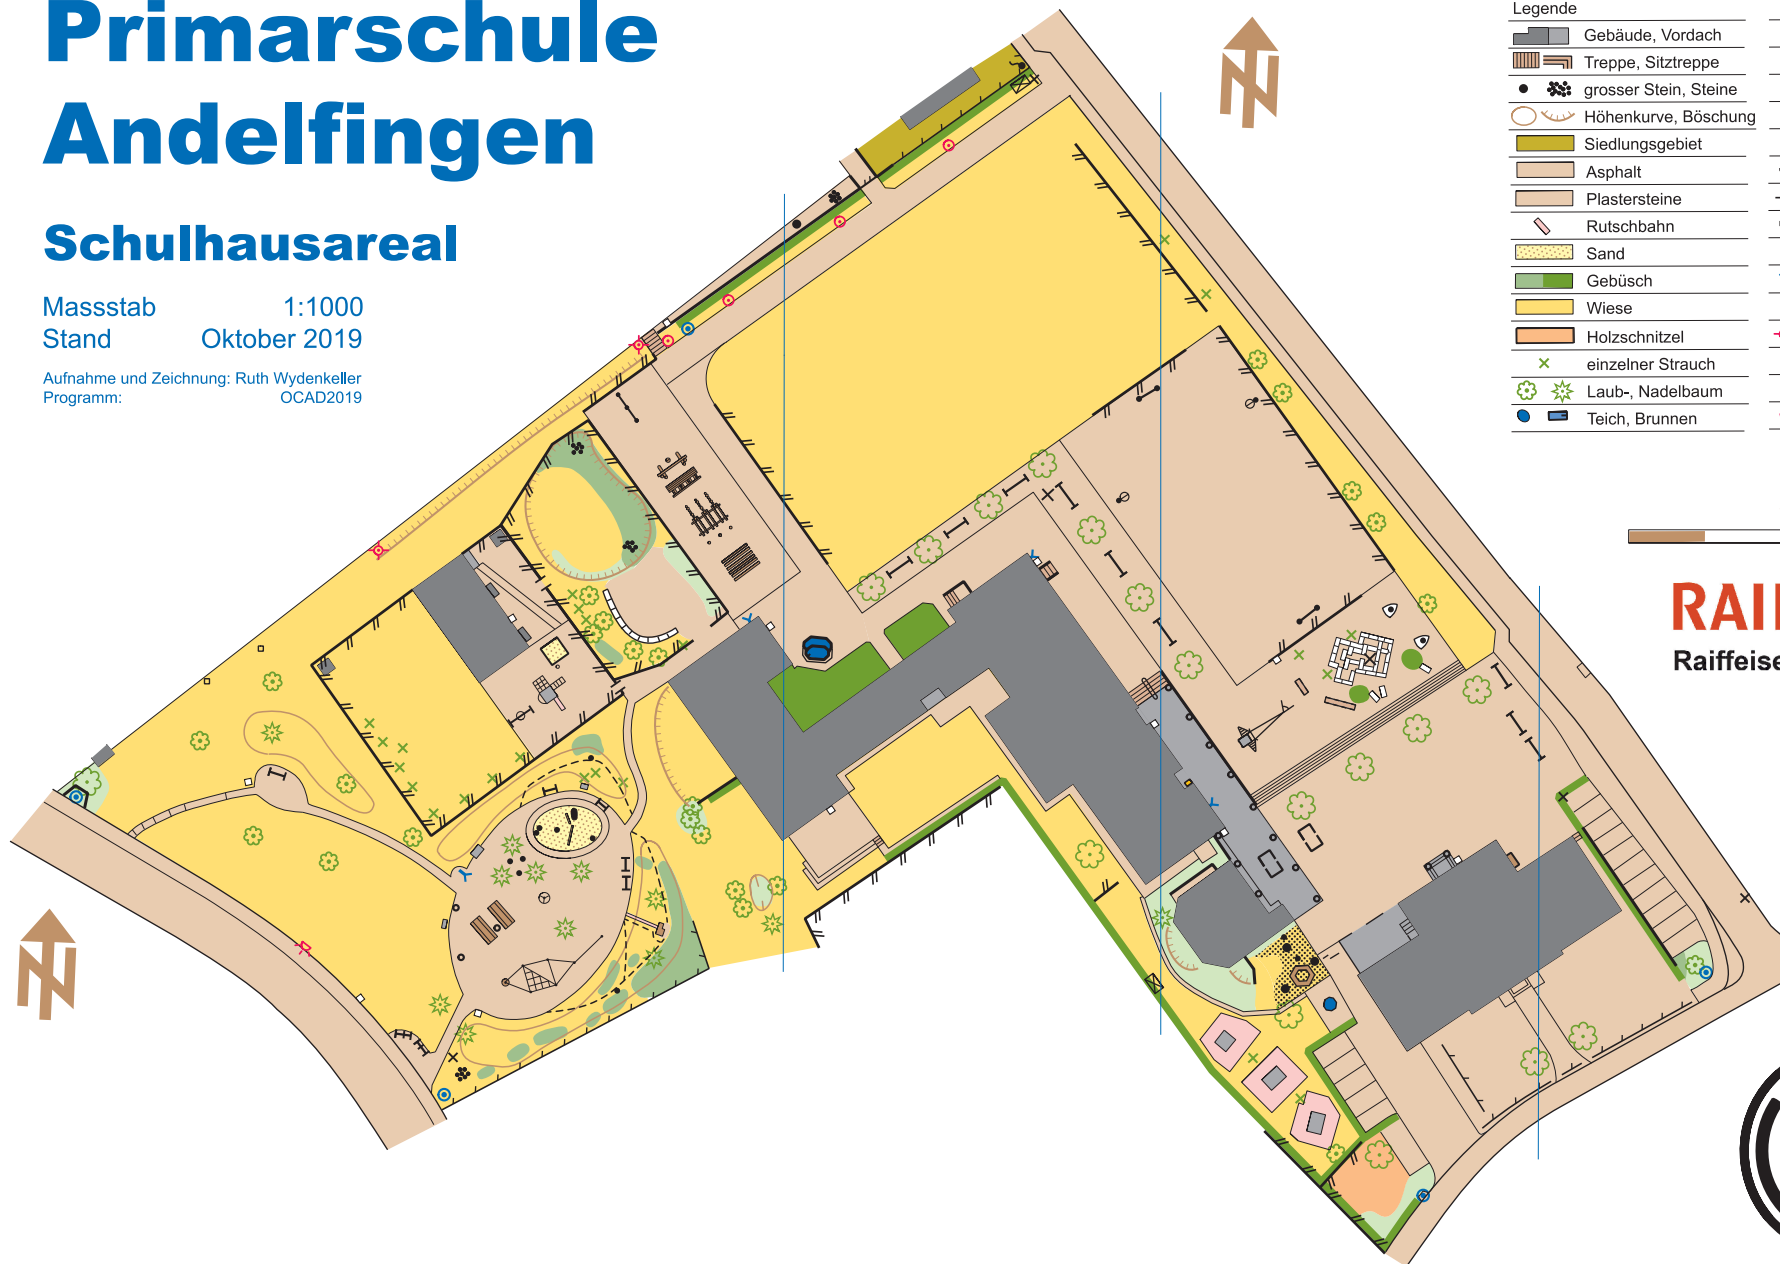 Primarschule
Andelfingen
Schulhausareal
Massstab 1:1000
Stand Oktober 2019
Aufnahme und Zeichnung: Ruth Wydenkeller
Programm: OCAD2019
Legende
Gebäude, Vordach
Treppe, Sitztreppe
grosser Stein, Steine
Höhenkurve, Böschung
Siedlungsgebiet
Asphalt
Plastersteine
Rutschbahn
Sand
Gebüsch
Wiese
Holzschnitzel
einzelner Strauch
Laub-, Nadelbaum
Teich, Brunnen
N
N